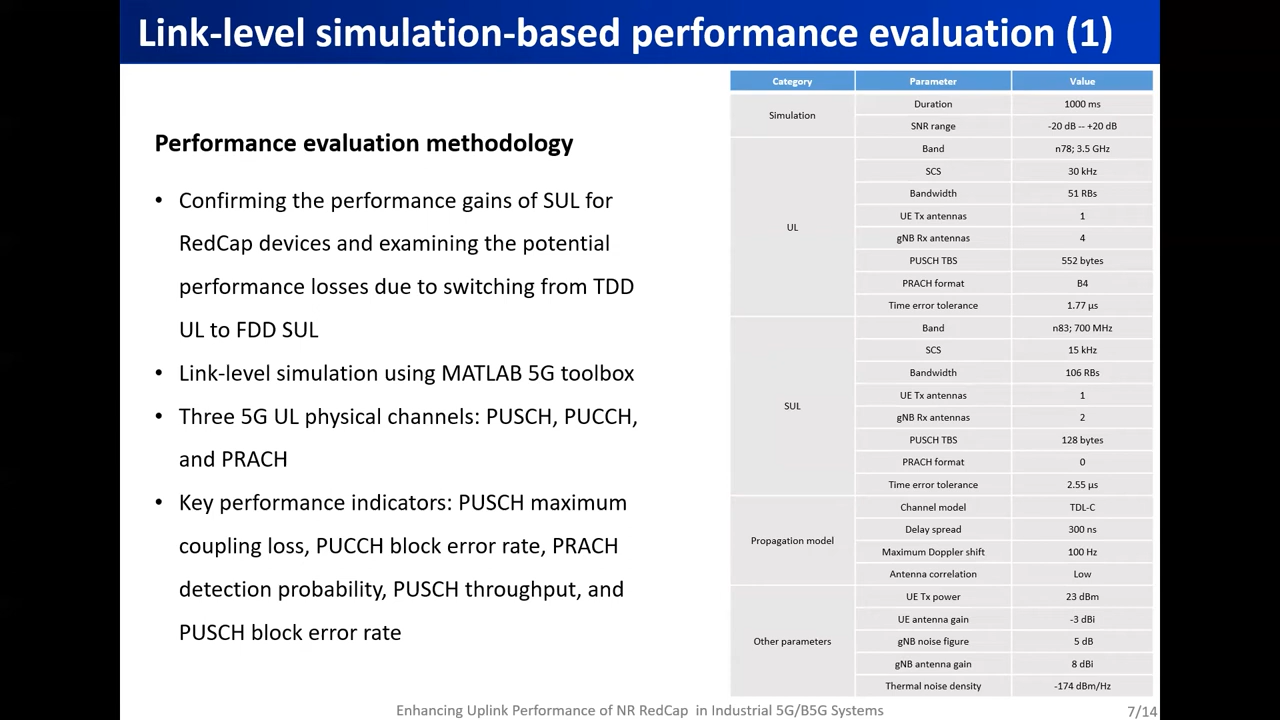 Link-level simulation-based performance evaluation (1)
Performance evaluation methodology
• Confirming the performance gains of SUL for
RedCap devices and examining the potential
performance losses due to switching from TDD
UL to FDD SUL
• Link-level simulation using MATLAB 5G toolbox
• Three 5G UL physical channels: PUSCH, PUCCH,
and PRACH
• Key performance indicators: PUSCH maximum
coupling loss, PUCCH block error rate, PRACH
detection probability, PUSCH throughput, and
PUSCH block error rate
Category Parameter Value
Simulation
Duration 1000 ms
SNR range -20 dB -- +20 dB
UL
Band n78; 3.5 GHz
SCS 30 kHz
Bandwidth 51 RBs
UE Tx antennas 1
gNB Rx antennas 4
PUSCH TBS 552 bytes
PRACH format B4
Time error tolerance 1.77 µs
SUL
Band n83; 700 MHz
SCS 15 kHz
Bandwidth 106 RBs
UE Tx antennas 1
gNB Rx antennas 2
PUSCH TBS 128 bytes
PRACH format 0
Time error tolerance 2.55 µs
Propagation model
Channel model TDL-C
Delay spread 300 ns
Maximum Doppler shift 100 Hz
Antenna correlation Low
Other parameters
UE Tx power 23 dBm
UE antenna gain -3 dBi
gNB noise figure 5 dB
gNB antenna gain 8 dBi
Thermal noise density -174 dBm/Hz
Enhancing Uplink Performance of NR RedCap in Industrial 5G/B5G Systems
7/14